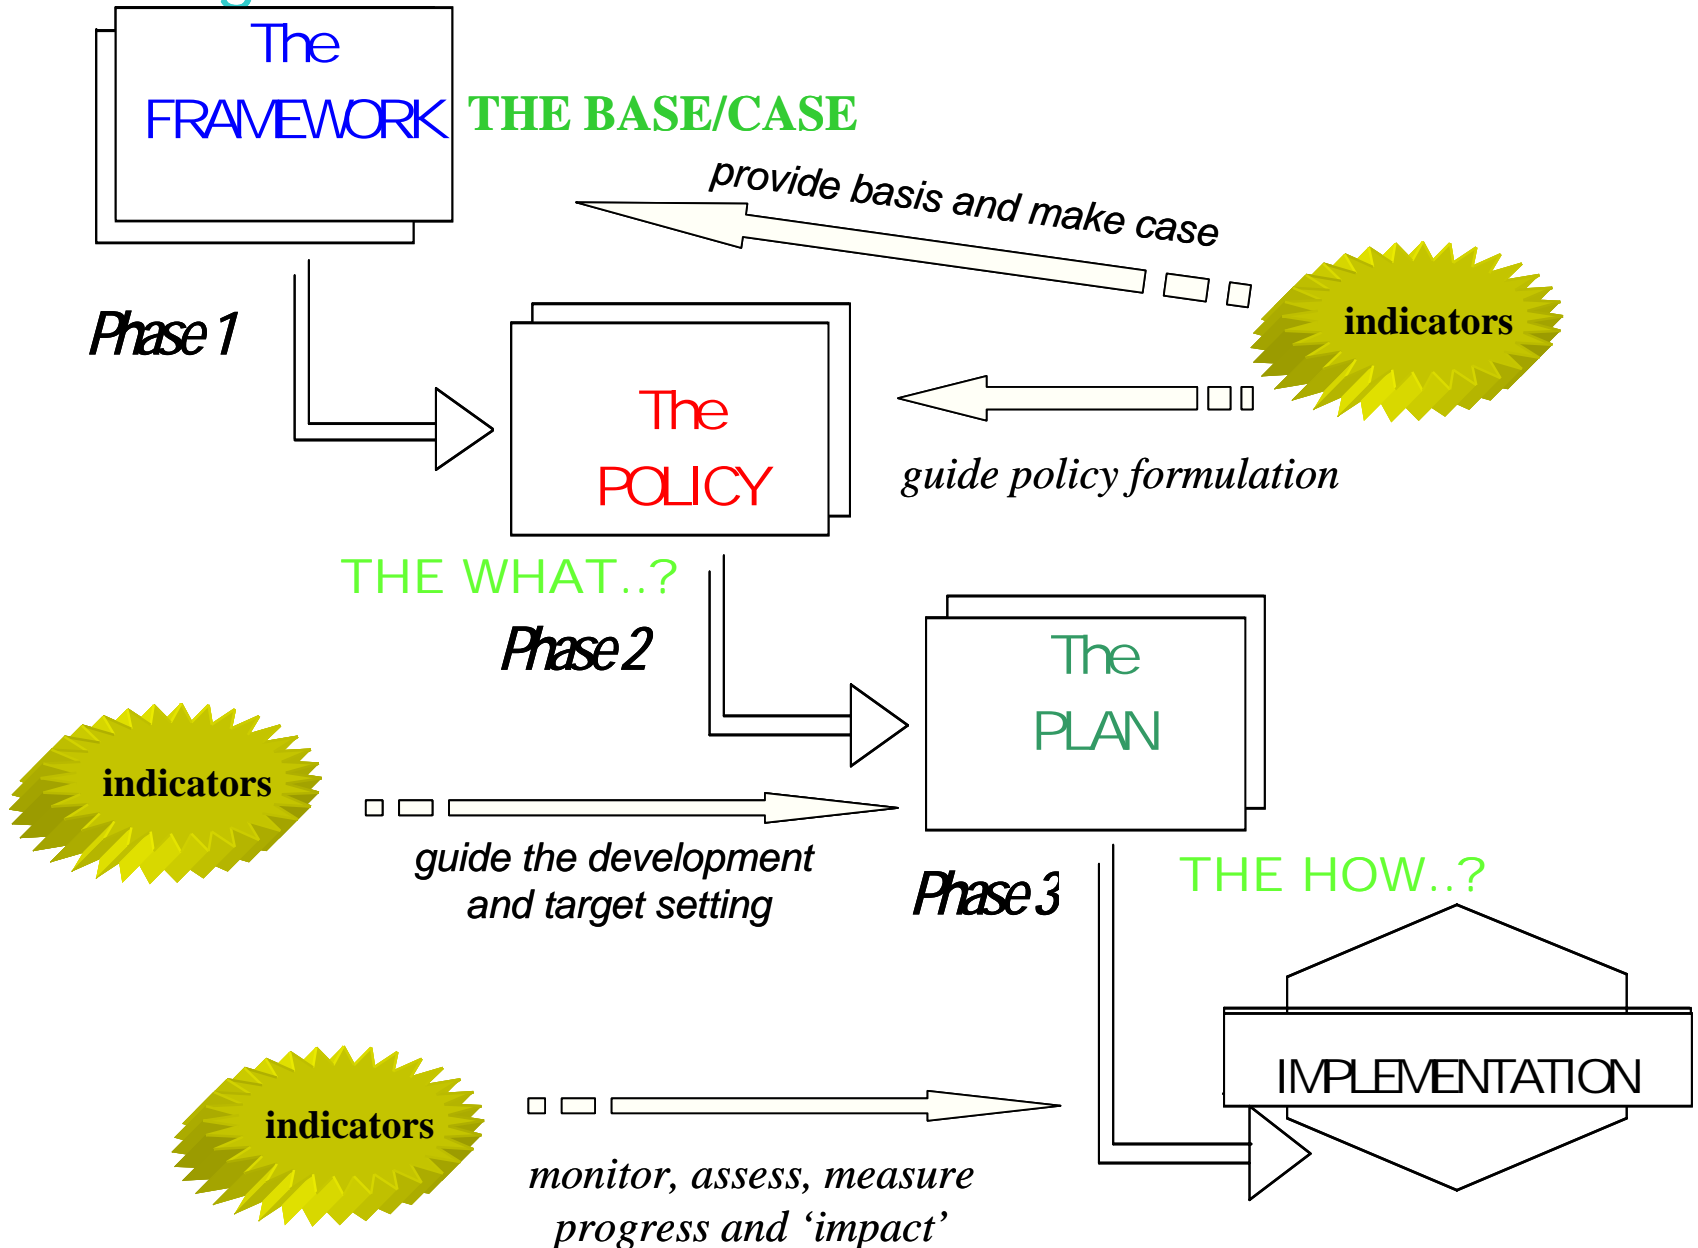 The
FRAMEWORK
THE BASE/CASE
provide basis and make case
indicators
Phase 1
The
POLICY
guide policy formulation
THE WHAT..?
Phase 2
The
PLAN
indicators
guide the development
and target setting
Phase 3
THE HOW..?
IMPLEMENTATION
indicators
monitor, assess, measure
progress and ‘impact’